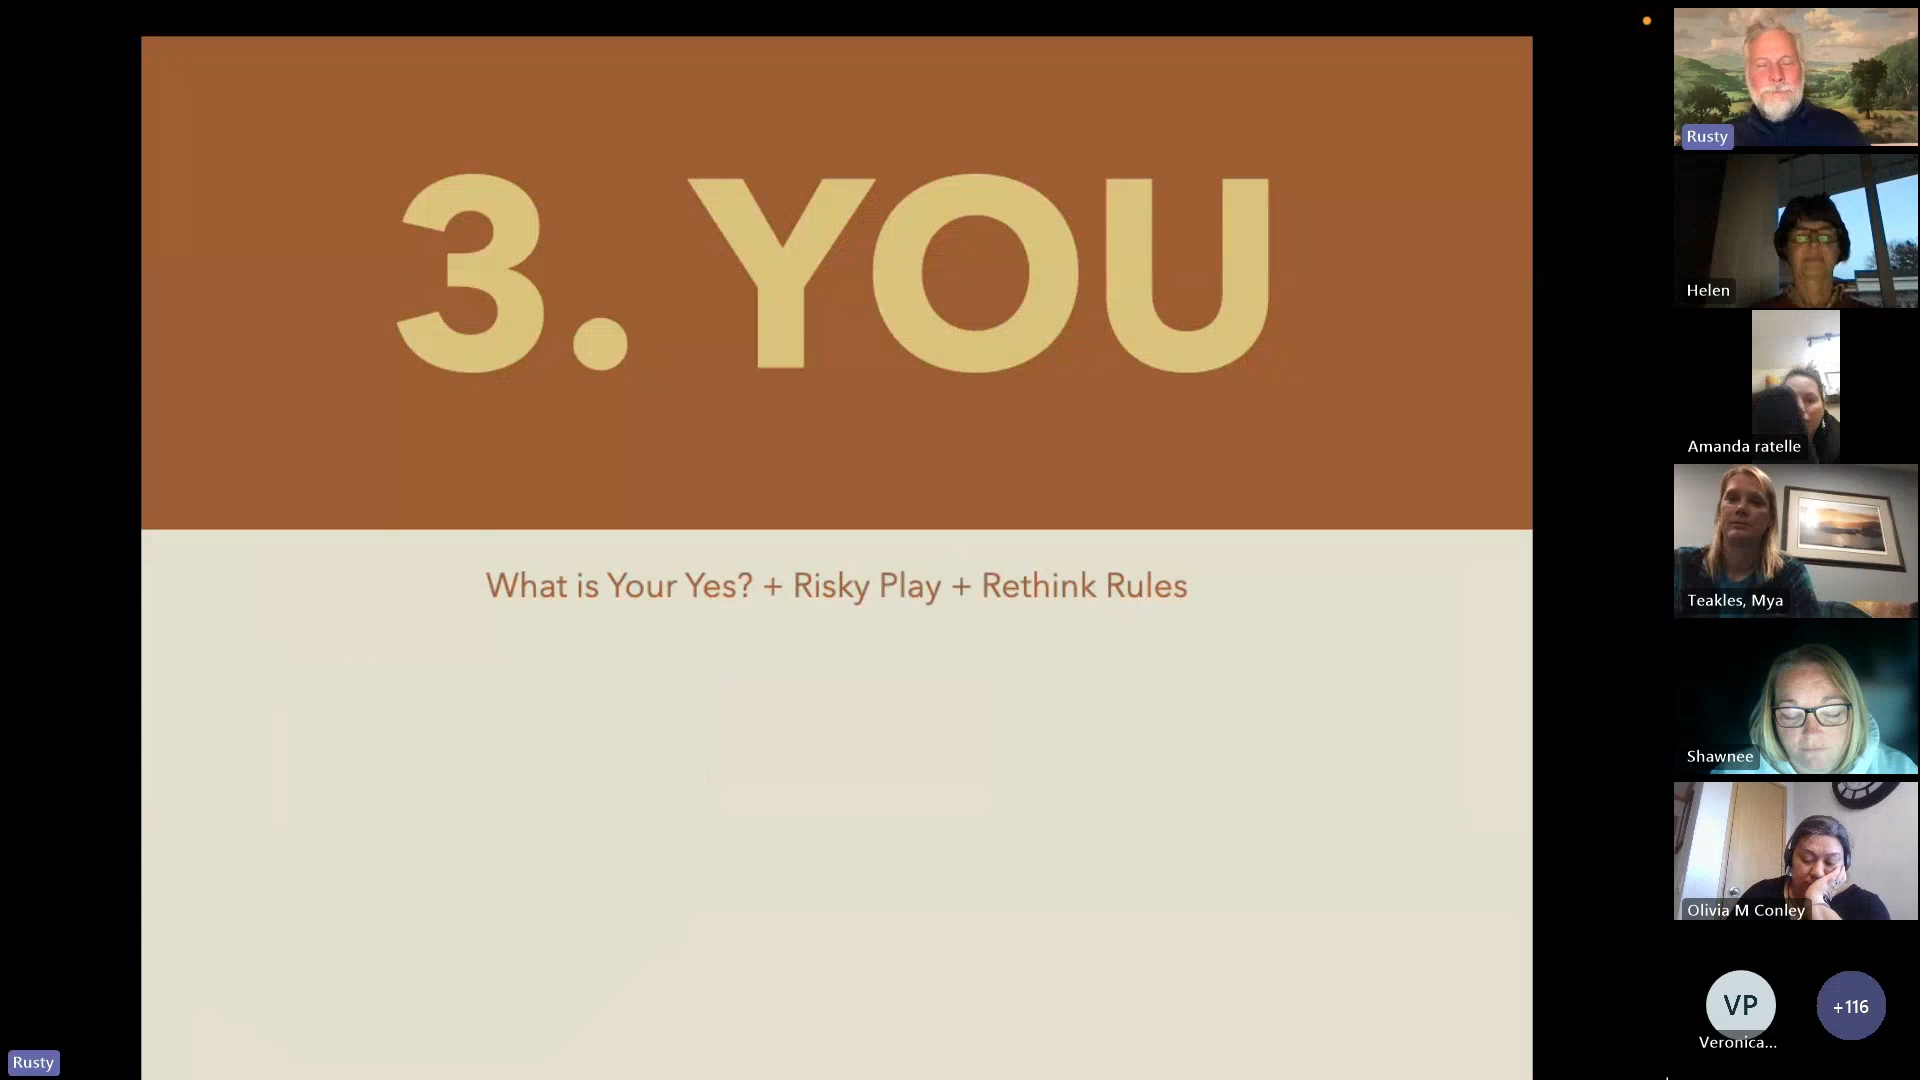 3. YOU
What is Your Yes? + Risky Play + Rethink Rules
Rusty
Helen
Amanda ratelle
Teakles, Mya
Shawnee
Olivia M Conley
VP
+116
Veronica...
Rusty